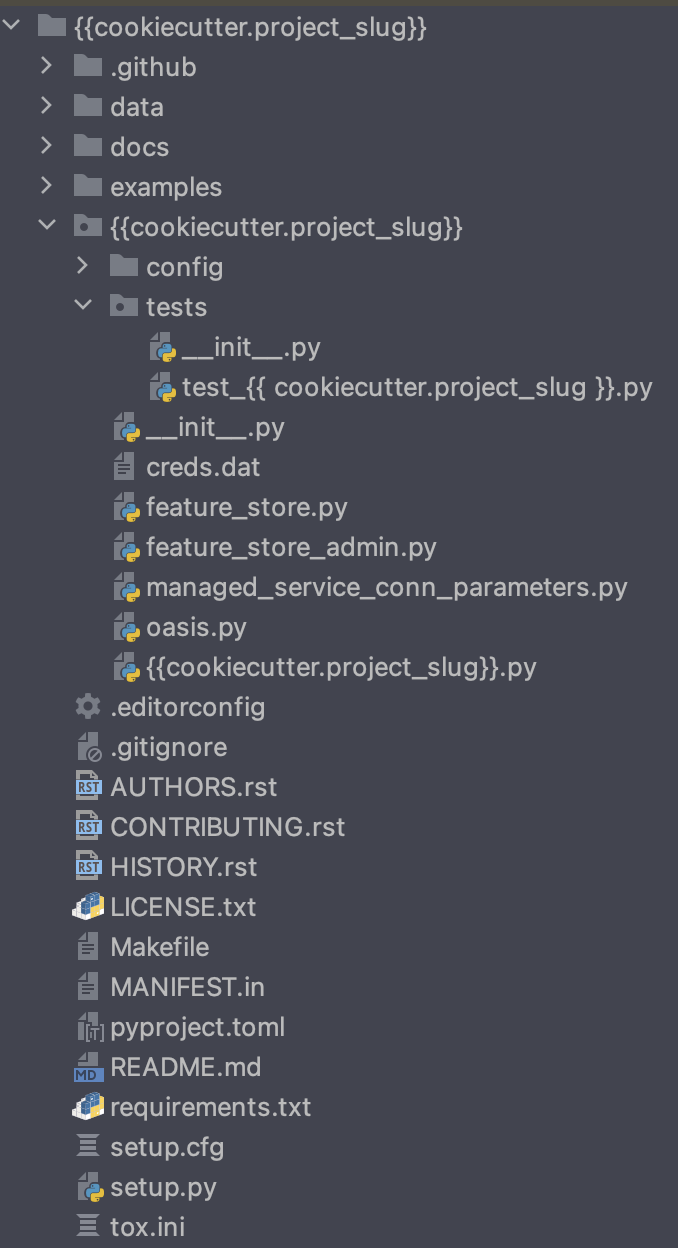 {{cookiecutter.project_slug}}
.github
data
docs
examples
{{cookiecutter.project_slug}}
config
tests
__init__.py
test_{{ cookiecutter.project_slug }}.py
__init__.py
creds.dat
feature_store.py
feature_store_admin.py
managed_service_conn_parameters.py
oasis.py
{{cookiecutter.project_slug}}.py
.editorconfig
.gitignore
RST AUTHORS.rst
RST CONTRIBUTING.rst
RST HISTORY.rst
LICENSE.txt
Makefile
MANIFEST.in
[T] pyproject.toml
MD README.md
requirements.txt
setup.cfg
setup.py
tox.ini